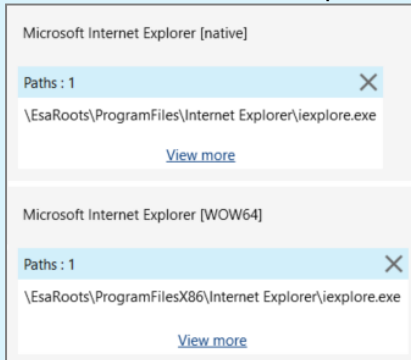 Microsoft Internet Explorer [native]
Paths : 1
\EsaRoots\ProgramFiles\Internet Explorer\iexplore.exe
View more
Microsoft Internet Explorer [WOW64]
Paths : 1
\EsaRoots\ProgramFilesX86\Internet Explorer\iexplore.exe
View more